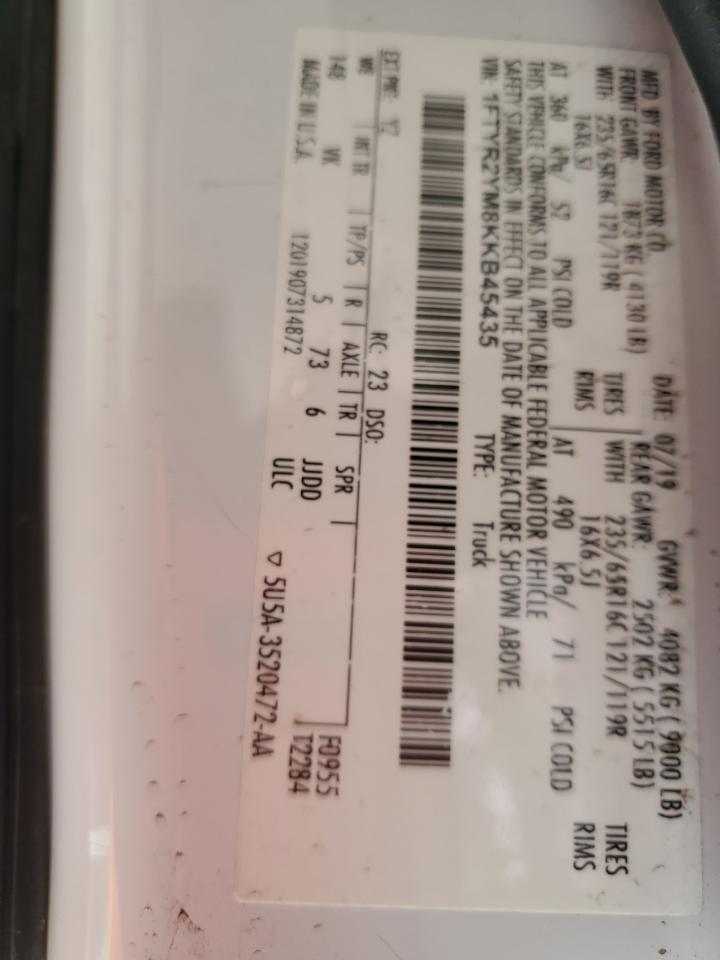 MFD. BY FORD MOTOR CO. DATE: 07/19 GVWR: 4082 KG ( 9000 LB)
FRONT GAWR: 1873 KG ( 4130 LB) REAR GAWR: 2502 KG ( 5515 LB)
WITH 235/65R16C 121/119R TIRES WITH 235/65R16C 121/119R TIRES
16X6.5J RIMS 16X6.5J RIMS
AT 360 kPa/ 52 PSI COLD AT 490 kPa/ 71 PSI COLD
THIS VEHICLE CONFORMS TO ALL APPLICABLE FEDERAL MOTOR VEHICLE
SAFETY STANDARDS IN EFFECT ON THE DATE OF MANUFACTURE SHOWN ABOVE.
VIN: 1FTYR2YM8KKB45435 TYPE: Truck
EXT PNT: YZ RC: 23 DSO:
WB INT TR TP/PS R AXLE TR SPR
148 VK 5 73 6 JJDD F0955
MADE IN U.S.A. 1201907314872 ULC T2284
▽ 5U5A-3520472-AA